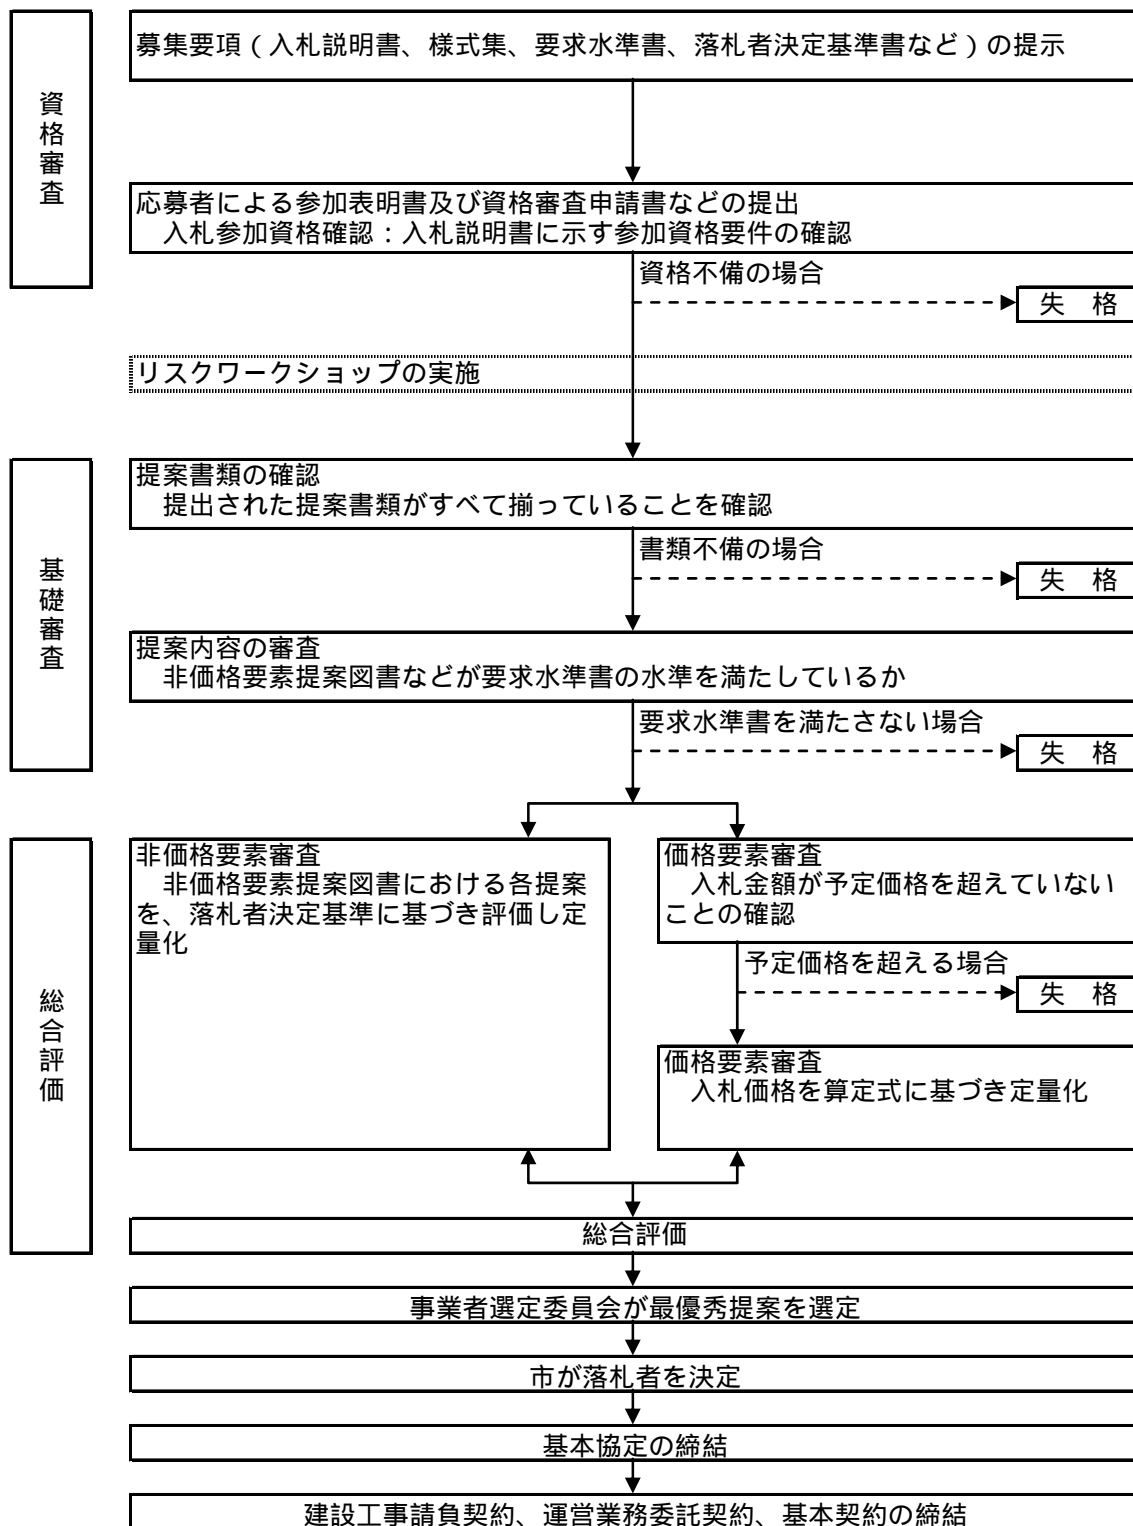 資格審査
募集要項(入札説明書、様式集、要求水準書、落札者決定基準書など)の提示
応募者による参加表明書及び資格審査申請書などの提出
入札参加資格確認:入札説明書に示す参加資格要件の確認
資格不備の場合
失 格
リスクワークショップの実施
基礎審査
提案書類の確認
提出された提案書類がすべて揃っていることを確認
書類不備の場合
失 格
提案内容の審査
非価格要素提案図書などが要求水準書の水準を満たしているか
要求水準書を満たさない場合
失 格
総合評価
非価格要素審査
非価格要素提案図書における各提案
を、落札者決定基準に基づき評価し定
量化
価格要素審査
入札金額が予定価格を超えていない
ことの確認
予定価格を超える場合
失 格
価格要素審査
入札価格を算定式に基づき定量化
総合評価
事業者選定委員会が最優秀提案を選定
市が落札者を決定
基本協定の締結
建設工事請負契約、運営業務委託契約、基本契約の締結